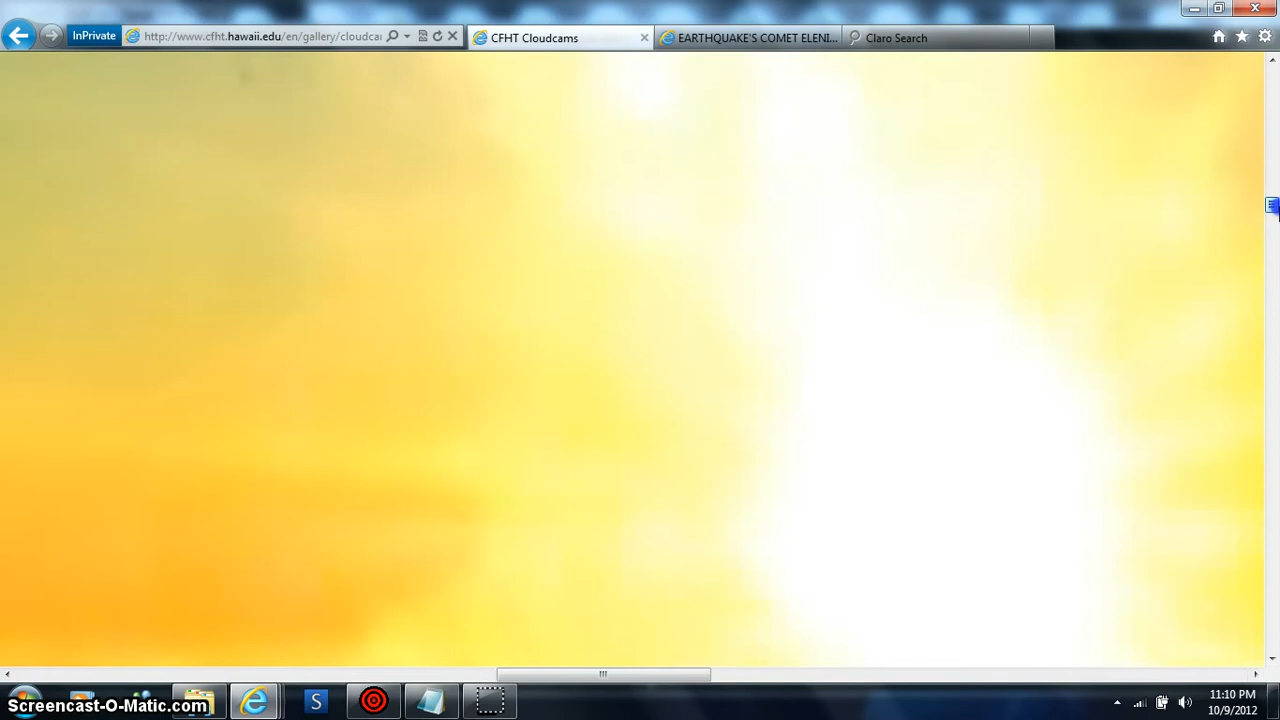 InPrivate
http://www.cfht.hawaii.edu/en/gallery/cloudcai
CFHT Cloudcams
EARTHQUAKE'S COMET ELENI...
Claro Search
S
Screencast-O-Matic.com
11:10 PM
10/9/2012